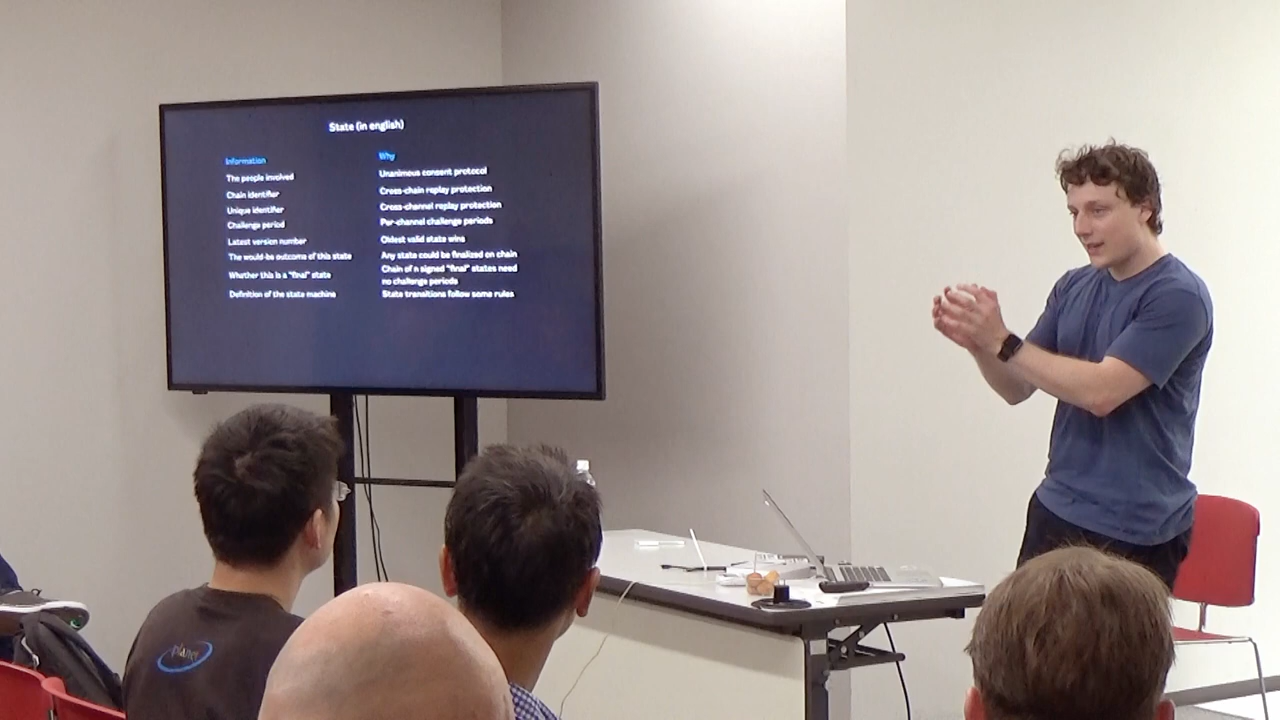 State (in english)
Information Why
The people involved Unanimous consent protocol
Chain identifier Cross-chain replay protection
Unique identifier Cross-channel replay protection
Challenge period Per-channel challenge periods
Latest version number Oldest valid state wins
The would-be outcome of this state Any state could be finalized on chain
Whether this is a "final" state Chain of n signed "final" states need
no challenge periods
Definition of the state machine State transitions follow some rules
planet